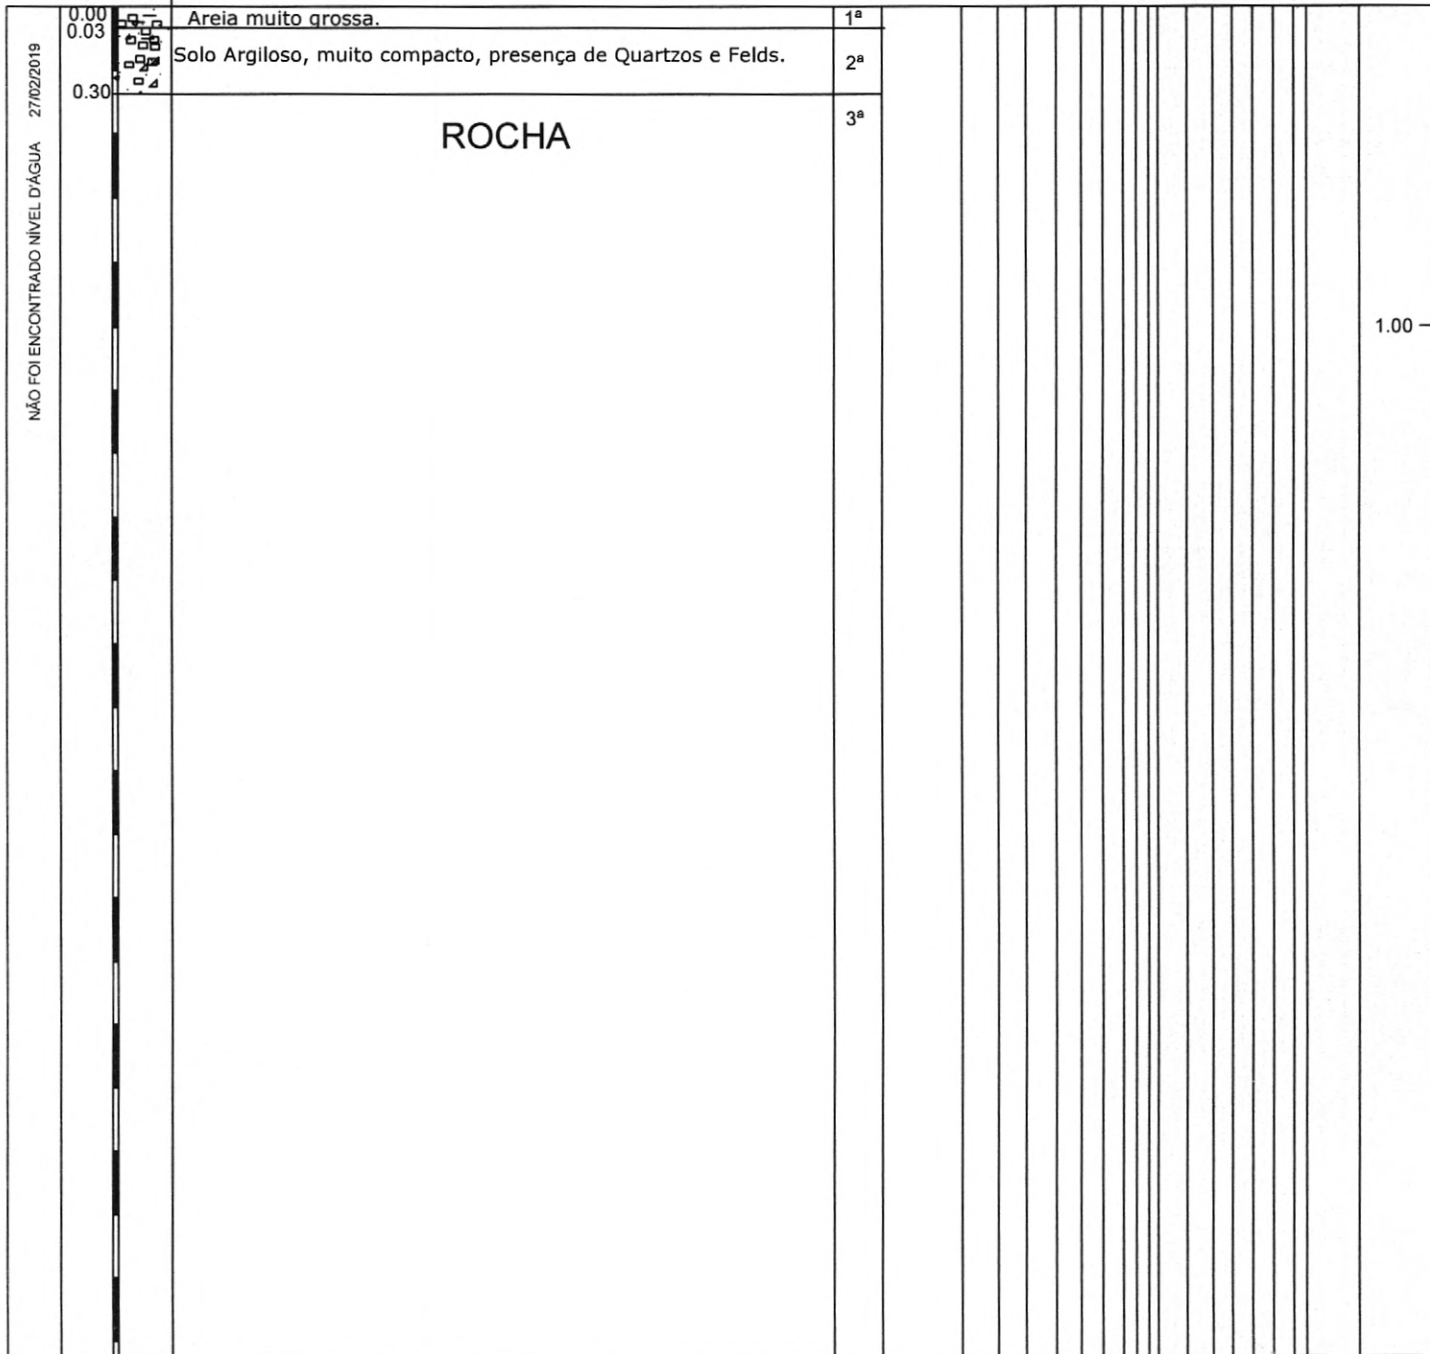 0.00 Areia muito grossa. 1ª
0.03
Solo Argiloso, muito compacto, presença de Quartzos e Felds. 2ª
0.30
ROCHA 3ª
NÃO FOI ENCONTRADO NÍVEL D'ÁGUA 27/02/2019
1.00